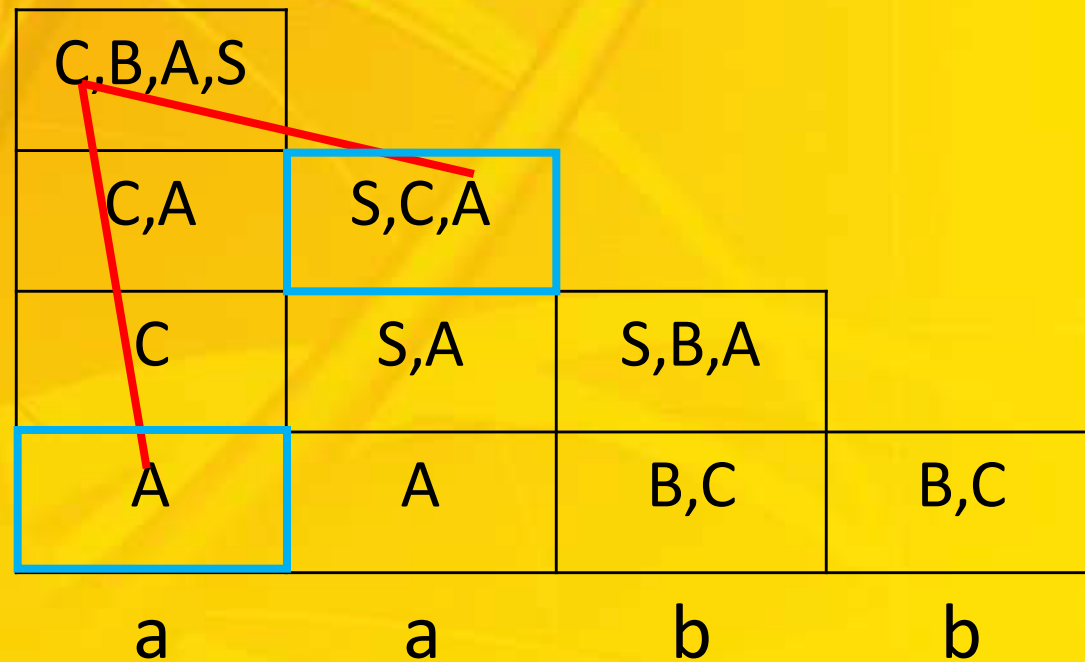 C,B,A,S
C,A S,C,A
C S,A S,B,A
A A B,C B,C
a a b b